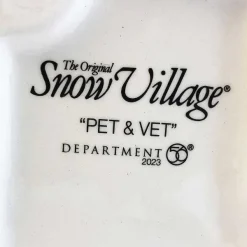 The Original
Snow Village®
"PET & VET"
DEPARTMENT 56®
2023